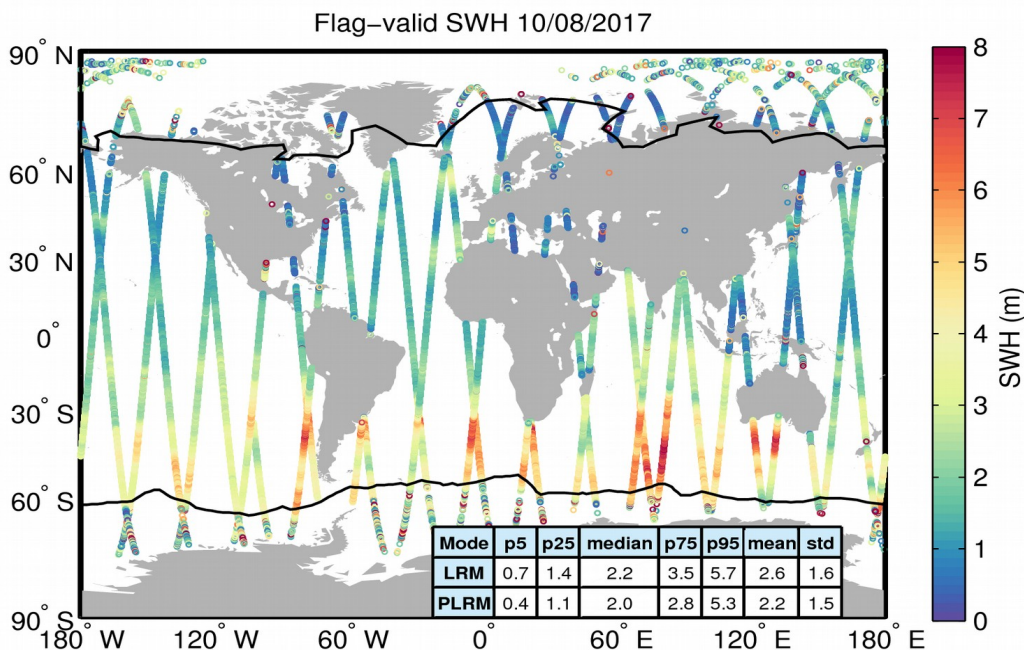 Flag−valid SWH 10/08/2017
90° N
60° N
30° N
0°
30° S
60° S
90° S
180° W 120° W 60° W 0° 60° E 120° E 180° E
Mode p5 p25 median p75 p95 mean std
LRM 0.7 1.4 2.2 3.5 5.7 2.6 1.6
PLRM 0.4 1.1 2.0 2.8 5.3 2.2 1.5
8
7
6
5
4
3
2
1
0
SWH (m)